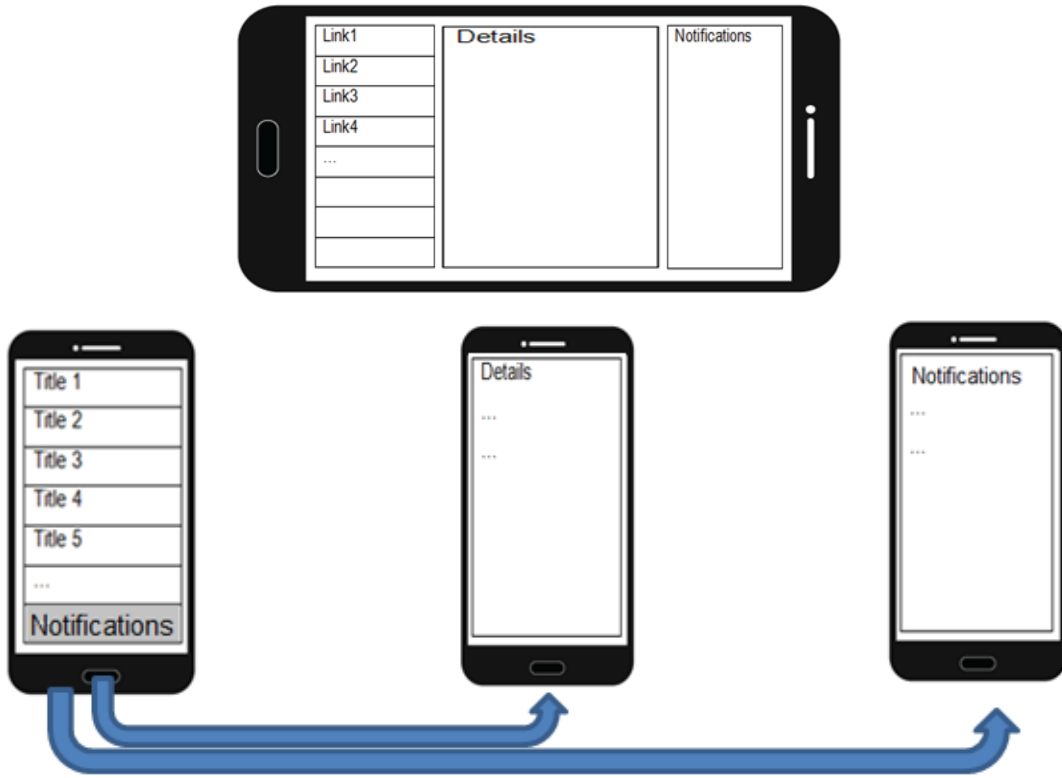 Link1
Link2
Link3
Link4
...
Details
Notifications
Title 1
Title 2
Title 3
Title 4
Title 5
...
Notifications
Details
...
...
Notifications
...
...